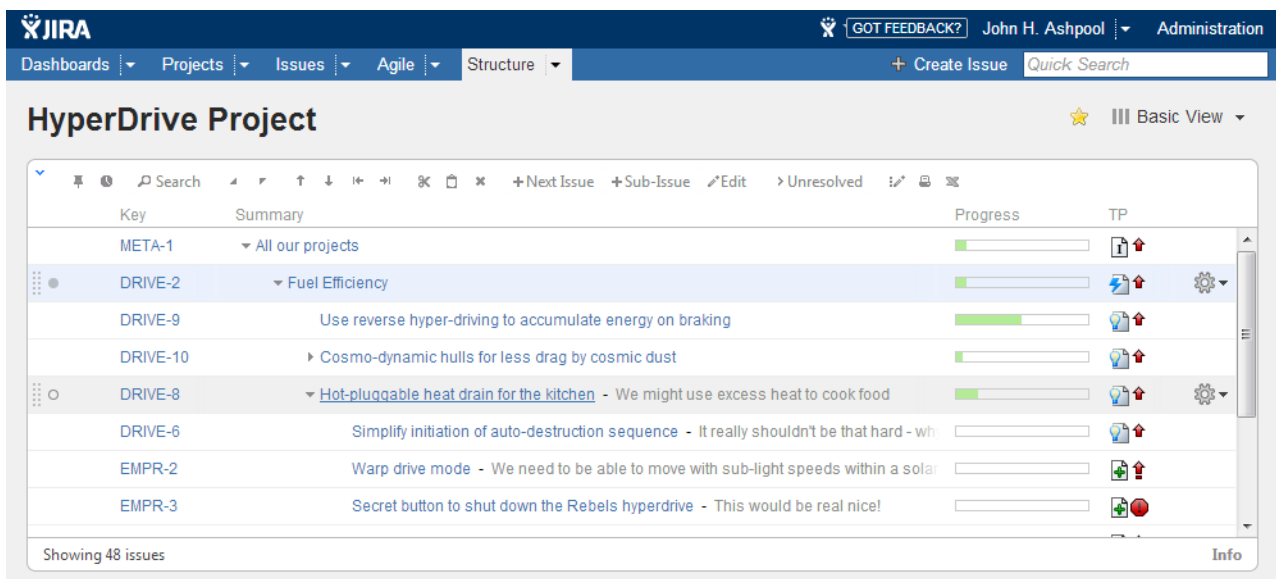 JIRA GOT FEEDBACK? John H. Ashpool Administration
Dashboards Projects Issues Agile Structure + Create Issue Quick Search
HyperDrive Project Basic View
Search +Next Issue +Sub-Issue Edit >Unresolved
Key Summary Progress TP
META-1 All our projects
DRIVE-2 Fuel Efficiency
DRIVE-9 Use reverse hyper-driving to accumulate energy on braking
DRIVE-10 Cosmo-dynamic hulls for less drag by cosmic dust
DRIVE-8 Hot-pluggable heat drain for the kitchen - We might use excess heat to cook food
DRIVE-6 Simplify initiation of auto-destruction sequence - It really shouldn't be that hard - wh
EMPR-2 Warp drive mode - We need to be able to move with sub-light speeds within a solar
EMPR-3 Secret button to shut down the Rebels hyperdrive - This would be real nice!
Showing 48 issues Info